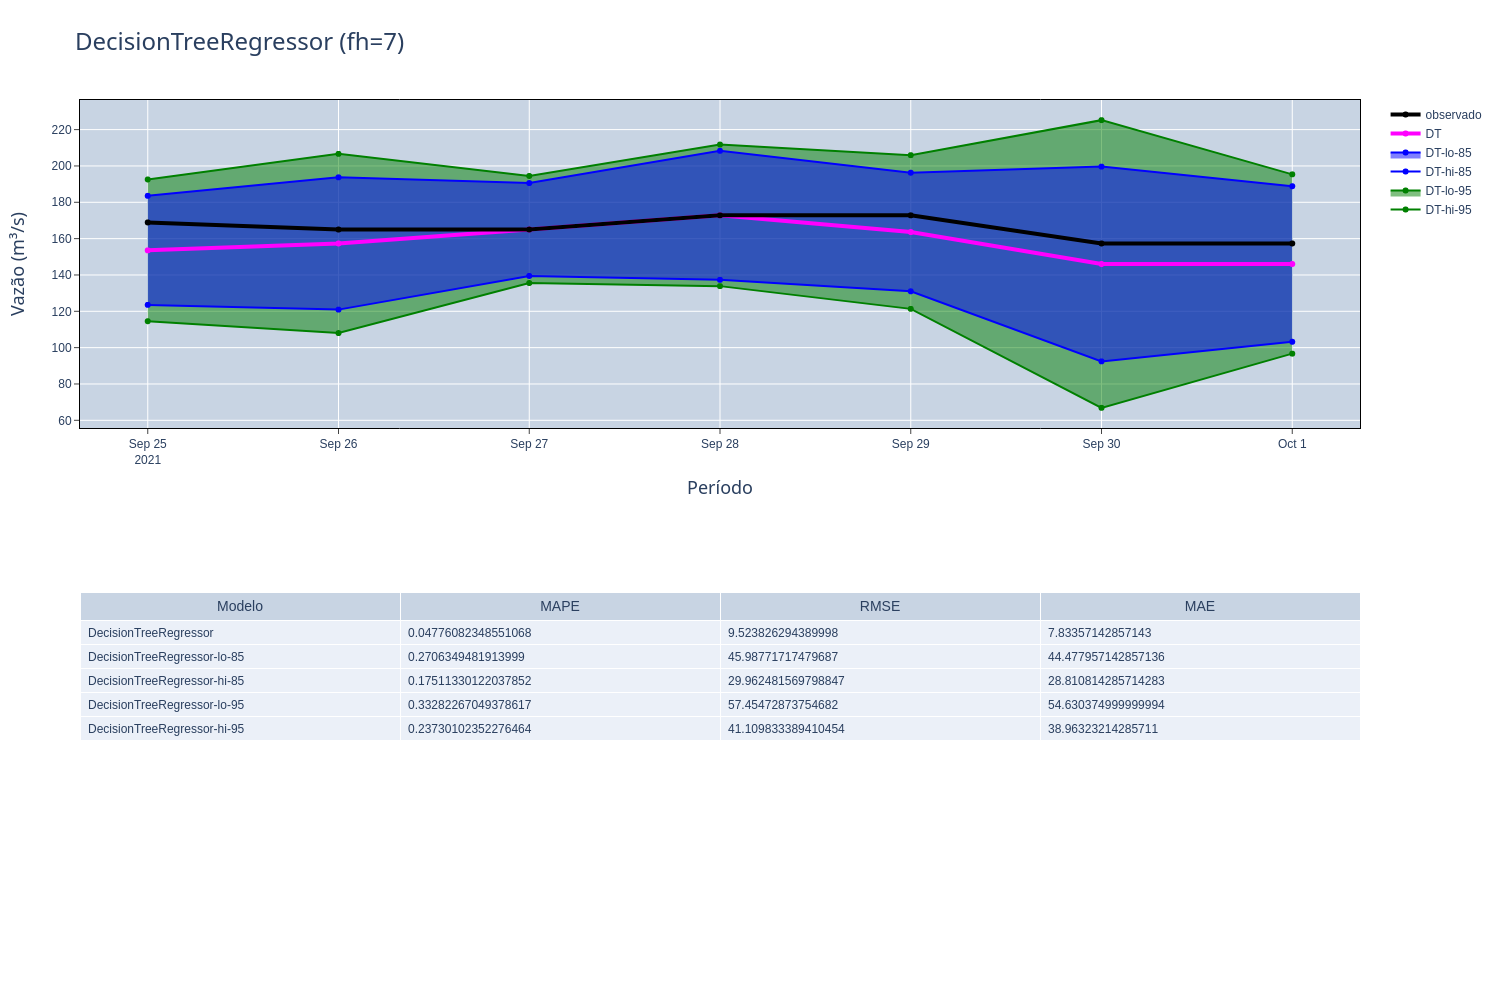 DecisionTreeRegressor (fh=7)
observado
DT
DT-lo-85
DT-hi-85
DT-lo-95
DT-hi-95
Vazão (m³/s)
220
200
180
160
140
120
100
80
60
Sep 25 Sep 26 Sep 27 Sep 28 Sep 29 Sep 30 Oct 1
2021
Período
Modelo MAPE RMSE MAE
DecisionTreeRegressor 0.04776082348551068 9.523826294389998 7.83357142857143
DecisionTreeRegressor-lo-85 0.2706349481913999 45.98771717479687 44.477957142857136
DecisionTreeRegressor-hi-85 0.17511330122037852 29.962481569798847 28.810814285714283
DecisionTreeRegressor-lo-95 0.33282267049378617 57.45472873754682 54.630374999999994
DecisionTreeRegressor-hi-95 0.23730102352276464 41.109833389410454 38.96323214285711